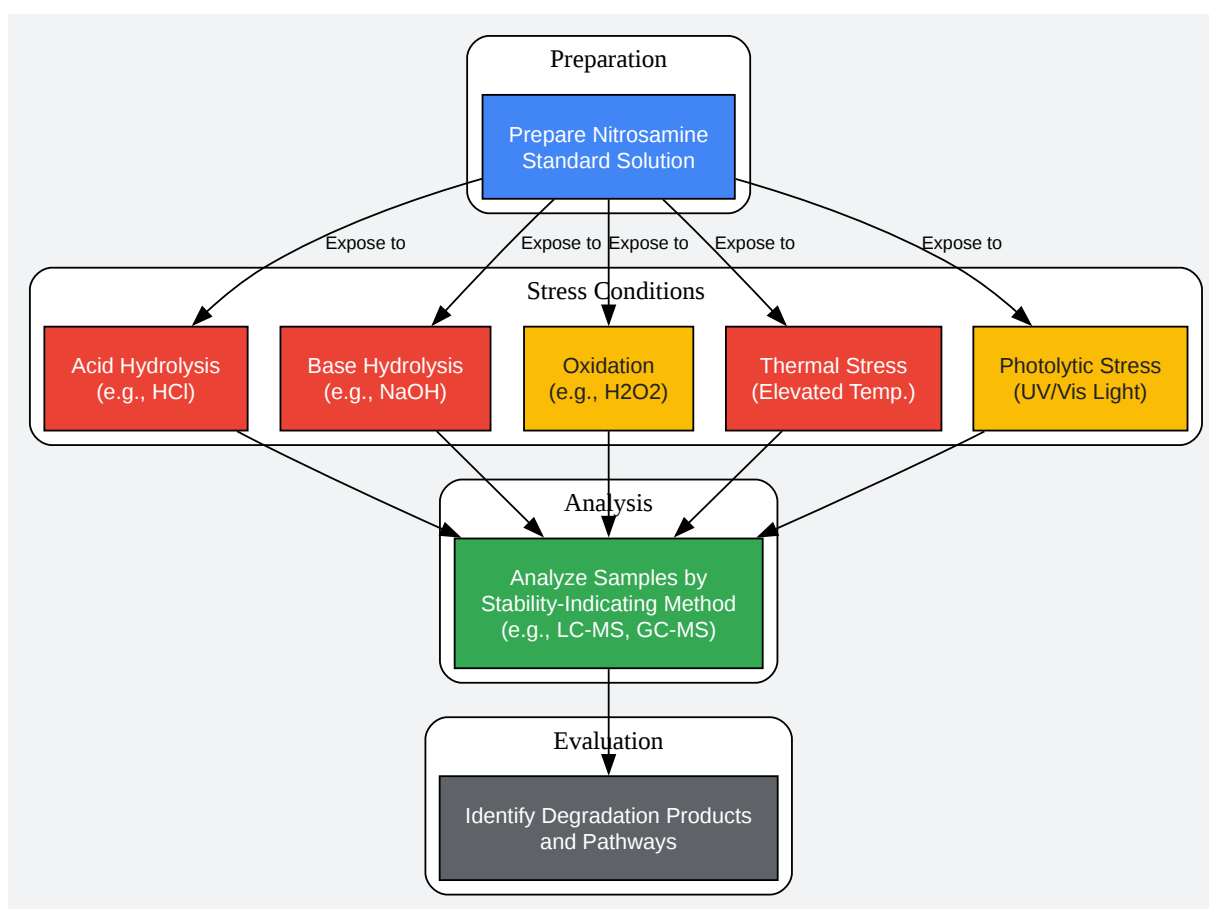 Preparation
Prepare Nitrosamine
Standard Solution
Expose to
Expose to
Expose to
Expose to
Expose to
Stress Conditions
Acid Hydrolysis
(e.g., HCl)
Base Hydrolysis
(e.g., NaOH)
Oxidation
(e.g., H2O2)
Thermal Stress
(Elevated Temp.)
Photolytic Stress
(UV/Vis Light)
Analysis
Analyze Samples by
Stability-Indicating Method
(e.g., LC-MS, GC-MS)
Evaluation
Identify Degradation Products
and Pathways